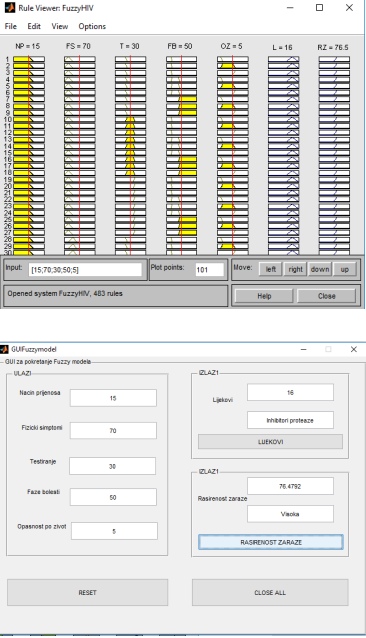 Rule Viewer: FuzzyHIV
File Edit View Options
NP = 15 FS = 70 T = 30 FB = 50 OZ = 5 L = 16 RZ = 76.5
1
2
3
4
5
6
7
8
9
10
11
12
13
14
15
16
17
18
19
20
21
22
23
24
25
26
27
28
29
30
Input: [15;70;30;50;5] Plot points: 101 Move: left right down up
Opened system FuzzyHIV, 483 rules Help Close
GUIFuzzymodel
GUI za pokretanje Fuzzy modela
ULAZI
Nacin prijenosa 15
Fizicki simptomi 70
Testiranje 30
Faze bolesti 50
Opasnost po zivot 5
IZLAZ1
Lijekovi 16
Inhibitori proteaze
LIJEKOVI
IZLAZ1
76.4792
Rasirenost zaraze
Visoka
RASIRENOST ZARAZE
RESET CLOSE ALL